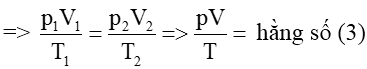 => p₁V₁/T₁ = p₂V₂/T₂ => pV/T = hằng số (3)